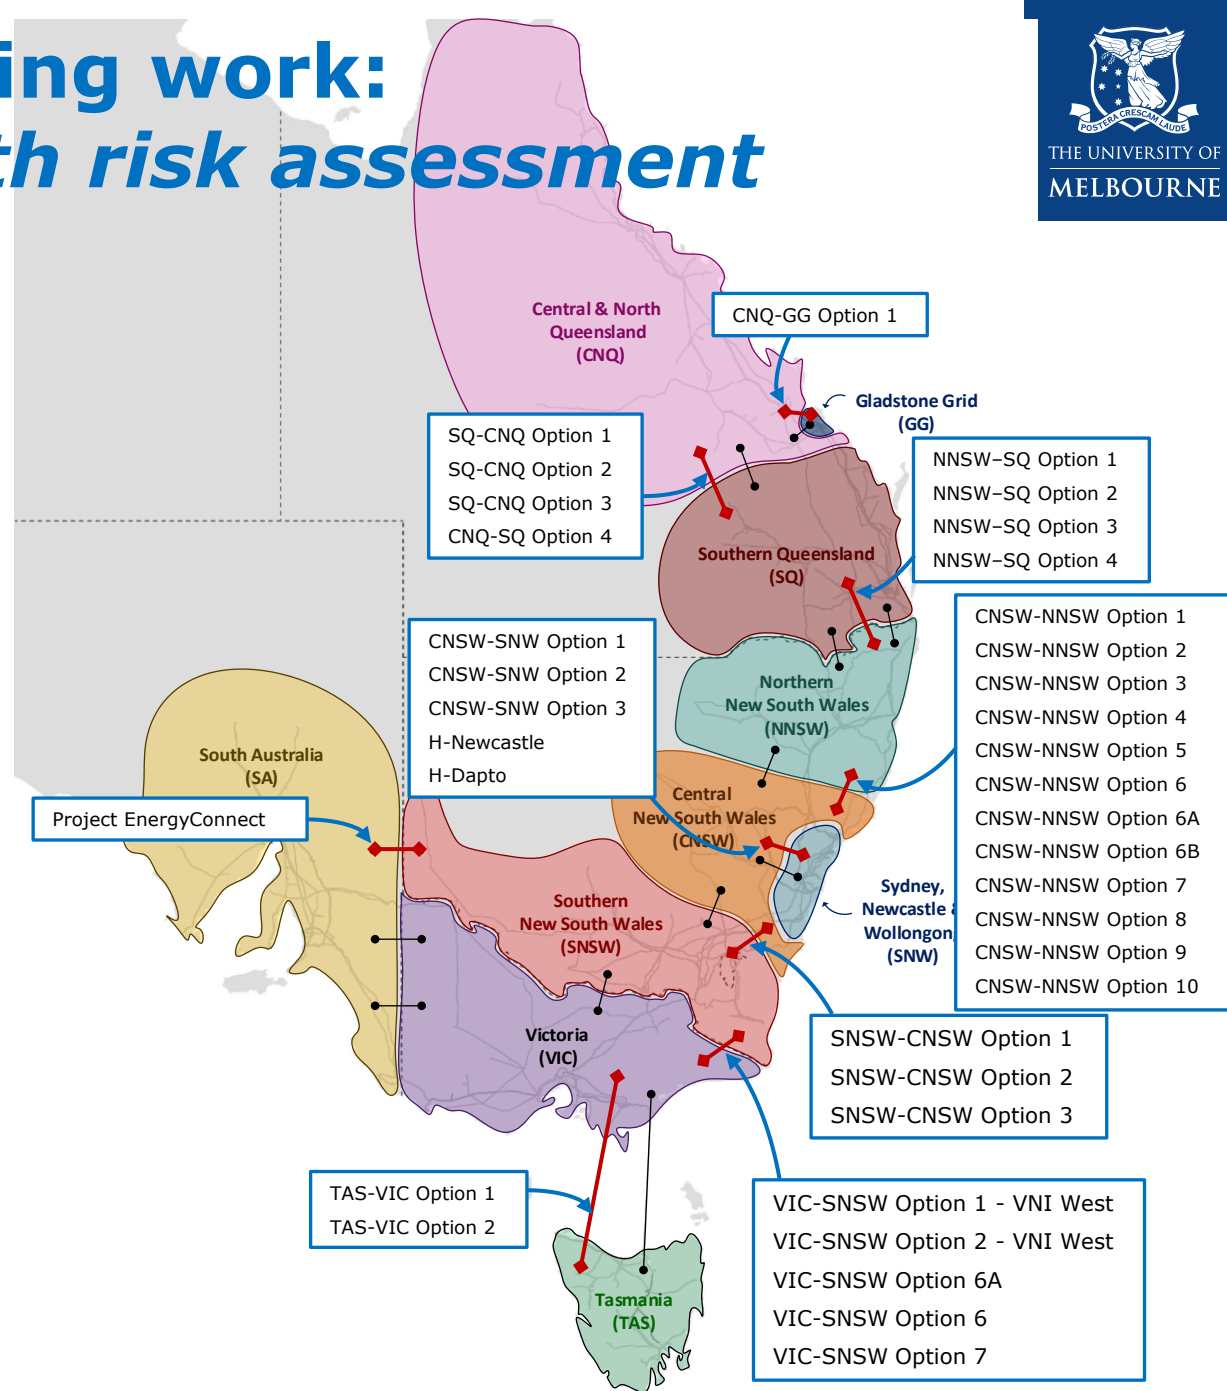 ing work:
th risk assessment
POSTERA CRESCAM LAUDE
THE UNIVERSITY OF
MELBOURNE
Central & North
Queensland
(CNQ)
CNQ-GG Option 1
Gladstone Grid
(GG)
SQ-CNQ Option 1
SQ-CNQ Option 2
SQ-CNQ Option 3
CNQ-SQ Option 4
NNSW–SQ Option 1
NNSW–SQ Option 2
NNSW–SQ Option 3
NNSW–SQ Option 4
Southern Queensland
(SQ)
CNSW-NNSW Option 1
CNSW-NNSW Option 2
CNSW-NNSW Option 3
CNSW-NNSW Option 4
CNSW-NNSW Option 5
CNSW-NNSW Option 6
CNSW-NNSW Option 6A
CNSW-NNSW Option 6B
CNSW-NNSW Option 7
CNSW-NNSW Option 8
CNSW-NNSW Option 9
CNSW-NNSW Option 10
CNSW-SNW Option 1
CNSW-SNW Option 2
CNSW-SNW Option 3
H-Newcastle
H-Dapto
Northern
New South Wales
(NNSW)
South Australia
(SA)
Project EnergyConnect
Central
New South Wales
(CNSW)
Sydney,
Newcastle &
Wollongong
(SNW)
Southern
New South Wales
(SNSW)
Victoria
(VIC)
SNSW-CNSW Option 1
SNSW-CNSW Option 2
SNSW-CNSW Option 3
TAS-VIC Option 1
TAS-VIC Option 2
VIC-SNSW Option 1 - VNI West
VIC-SNSW Option 2 - VNI West
VIC-SNSW Option 6A
VIC-SNSW Option 6
VIC-SNSW Option 7
Tasmania
(TAS)